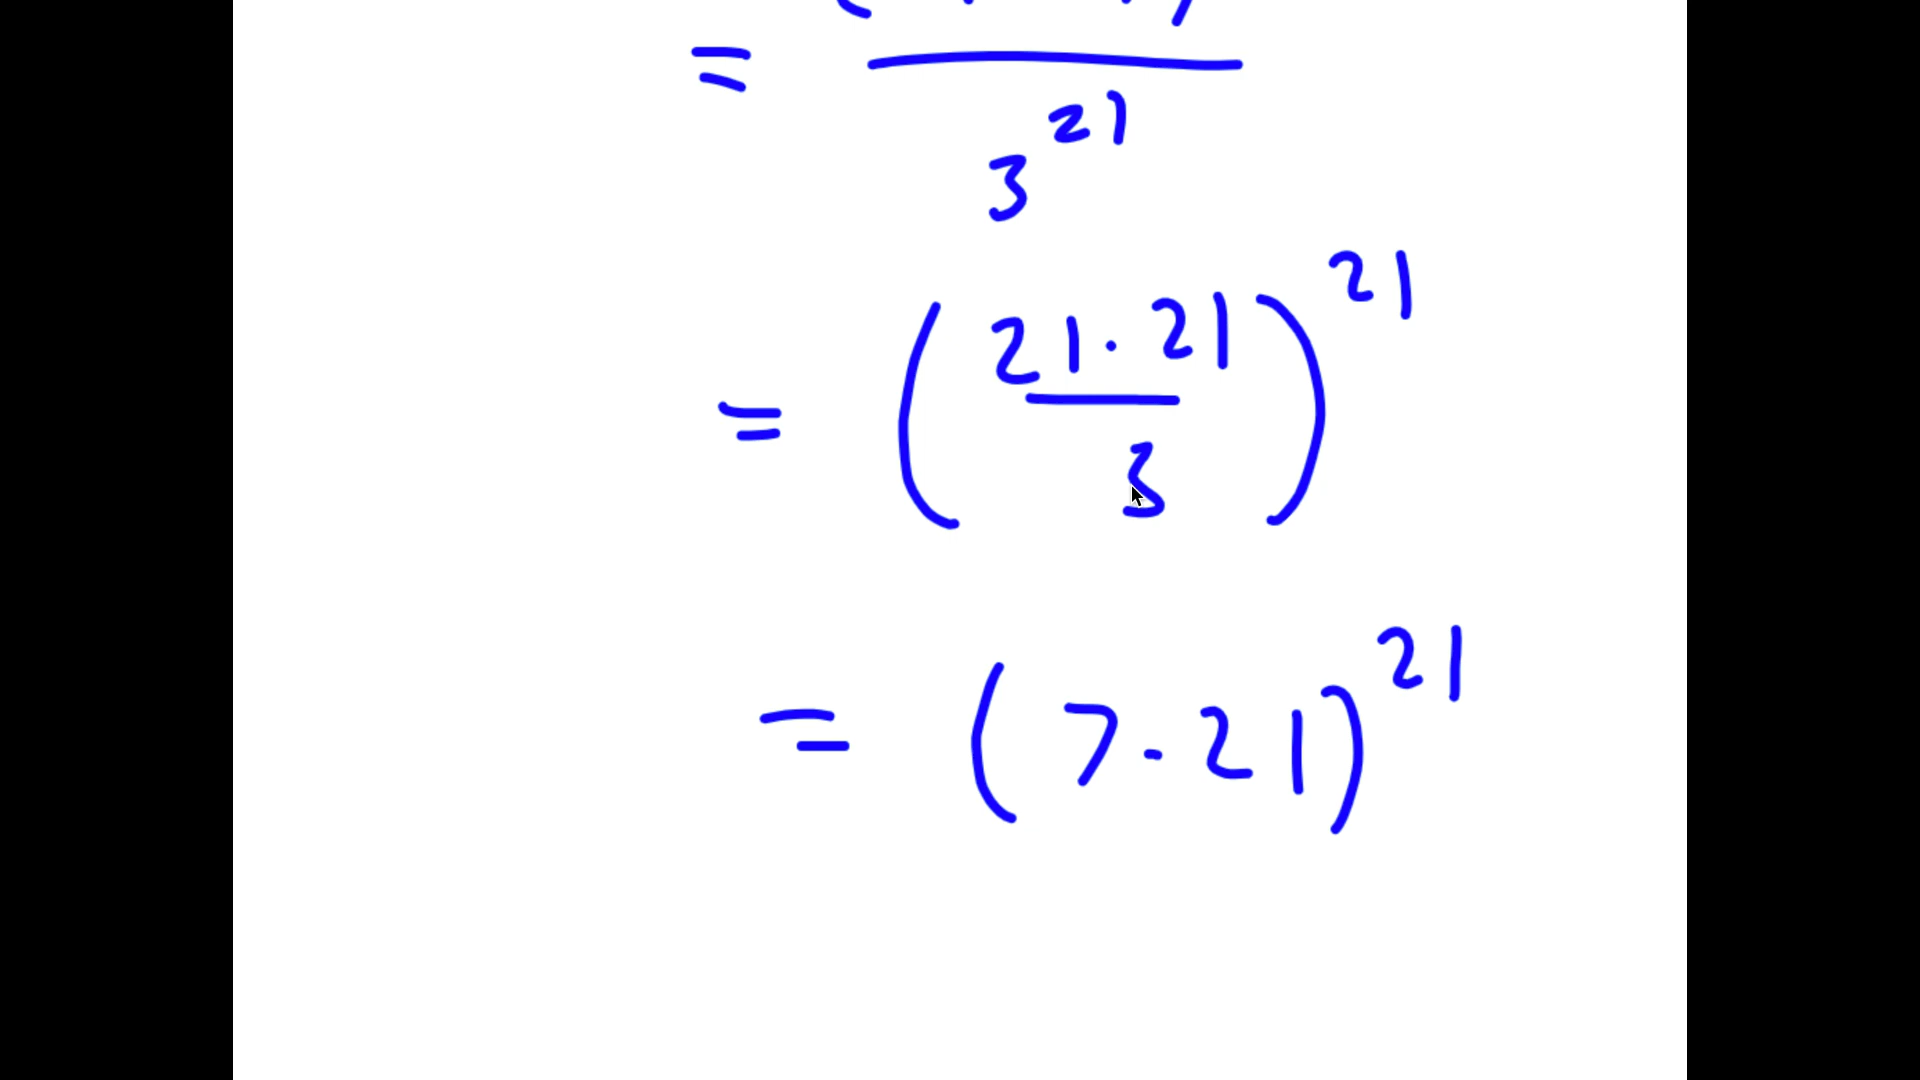 =
3^21
= (21·21/3)^21
= (7·21)^21